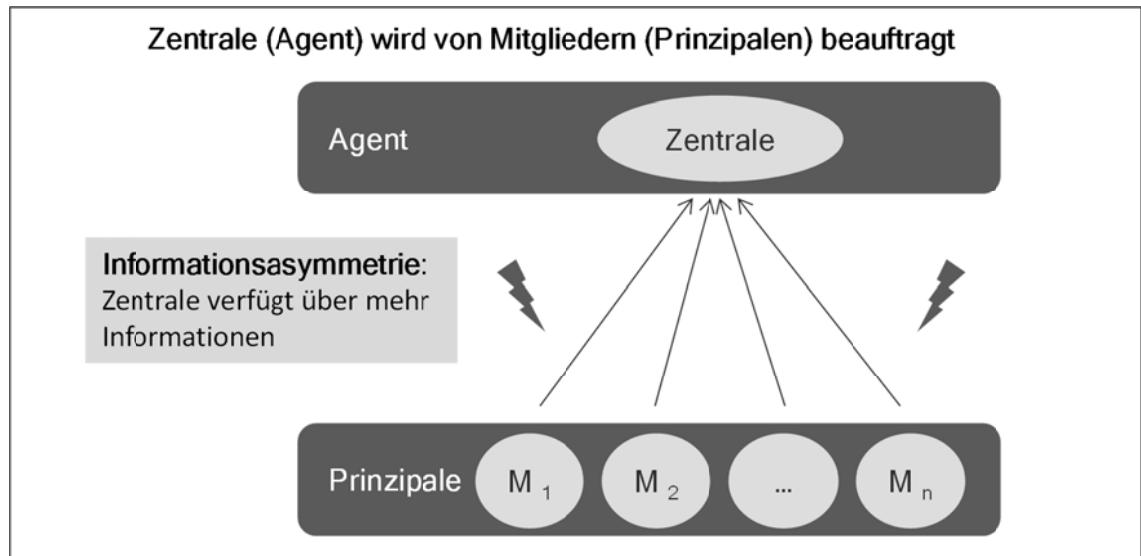 Zentrale (Agent) wird von Mitgliedern (Prinzipalen) beauftragt
Agent
Zentrale
Informationsasymmetrie:
Zentrale verfügt über mehr
Informationen
Prinzipale
M 1
M 2
...
M n